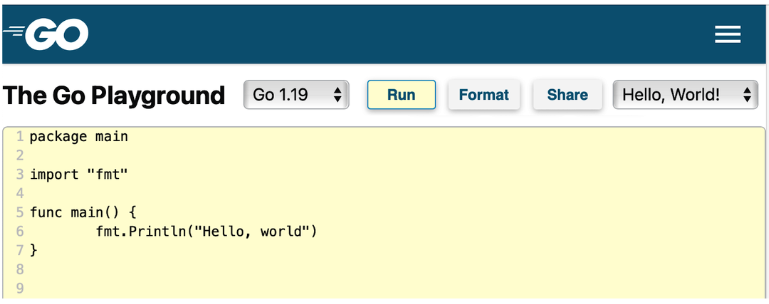 GO
The Go Playground Go 1.19 Run Format Share Hello, World!
1 package main
2
3 import "fmt"
4
5 func main() {
6         fmt.Println("Hello, world")
7 }
8
9